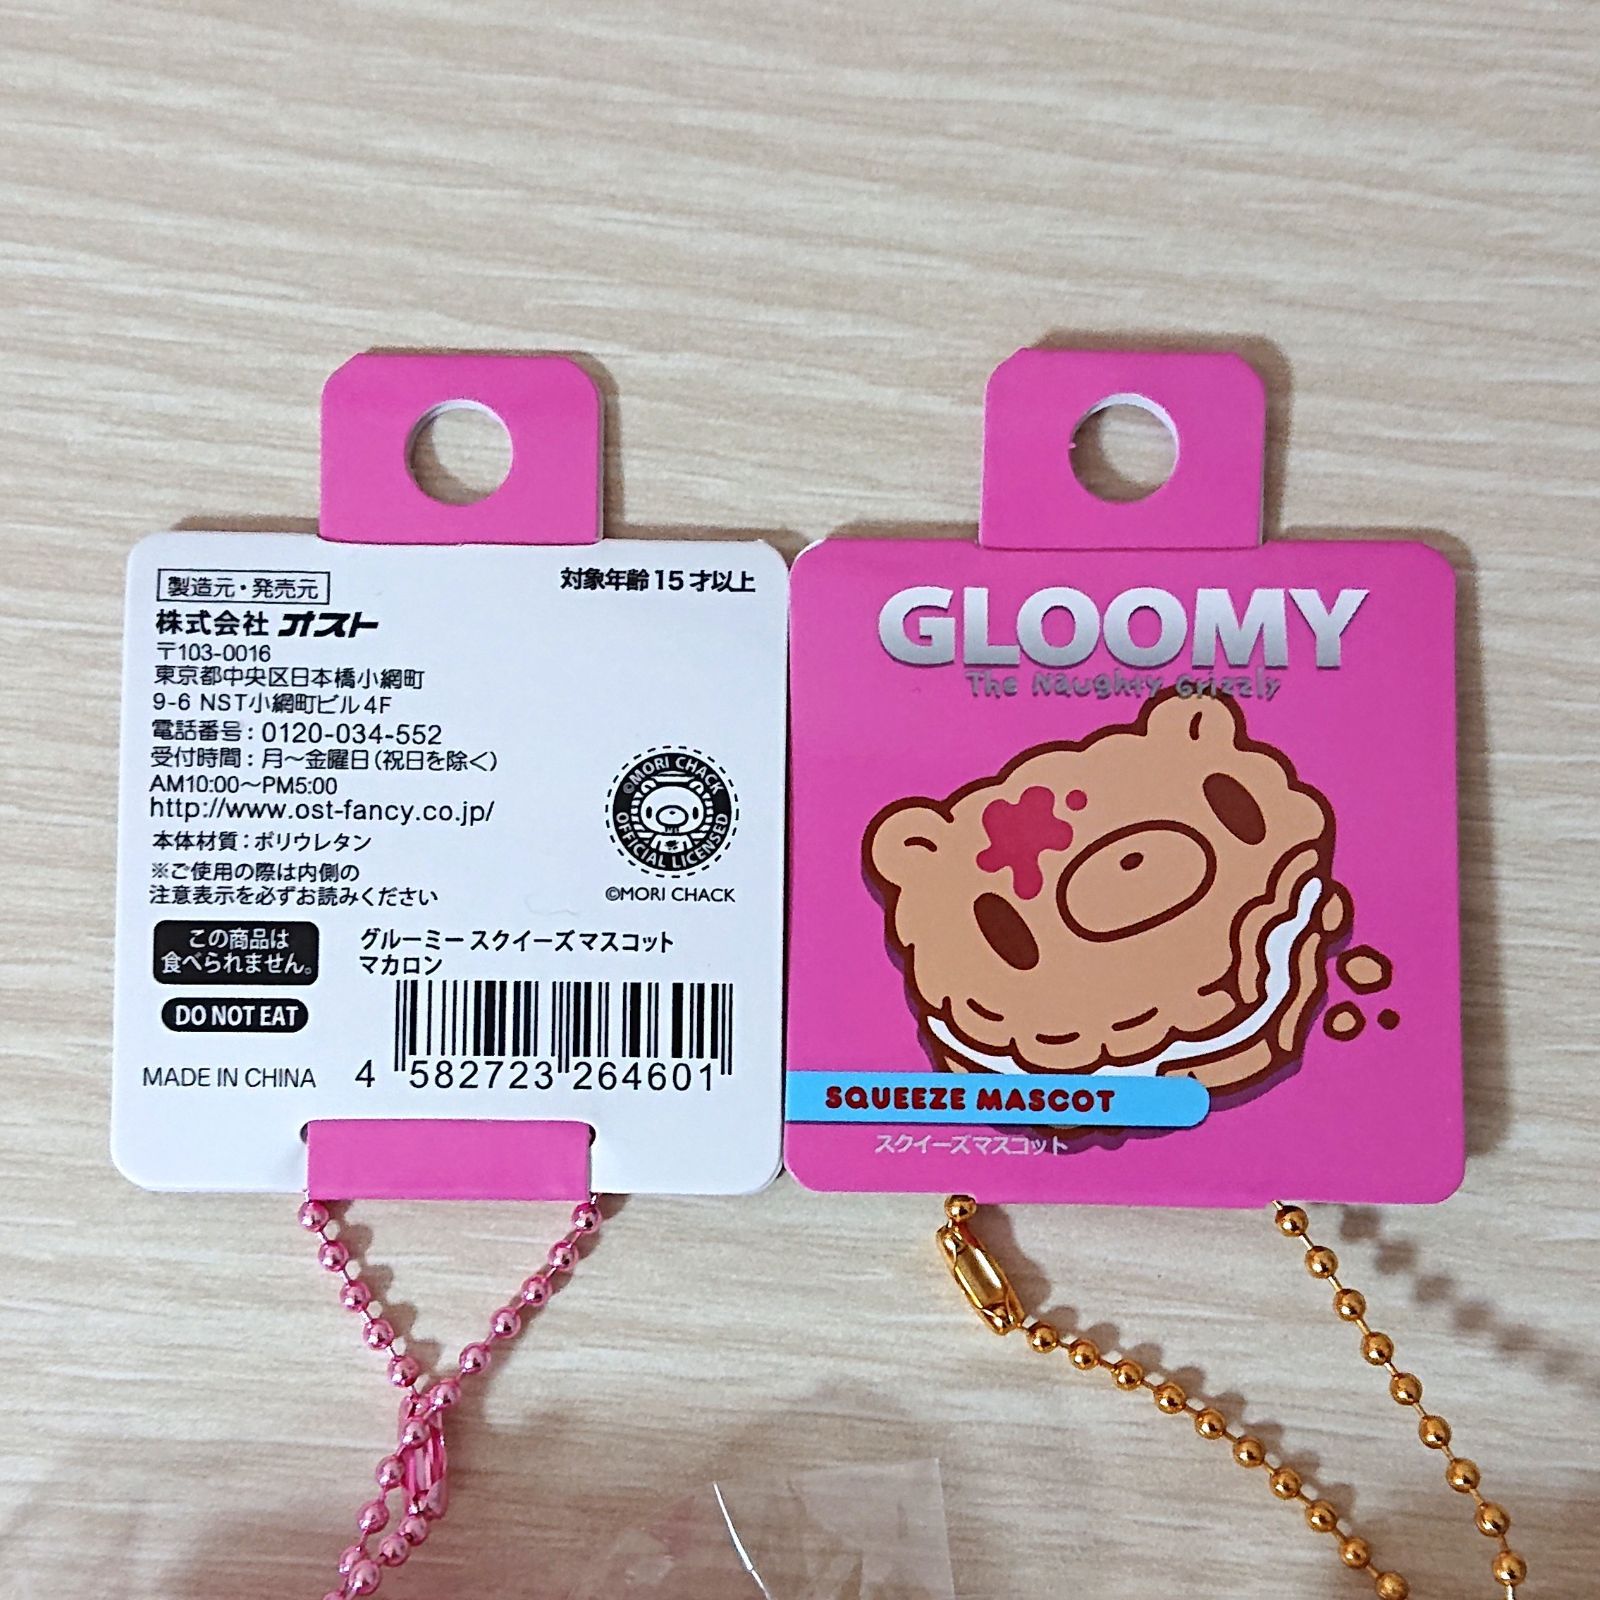 製造元・発売元
対象年齢15才以上
株式会社 オスト
〒103-0016
東京都中央区日本橋小網町
9-6 NST小網町ビル4F
電話番号:0120-034-552
受付時間:月〜金曜日(祝日を除く)
AM10:00〜PM5:00
http://www.ost-fancy.co.jp/
本体材質:ポリウレタン
※ご使用の際は内側の
注意表示を必ずお読みください
©MORI CHACK
OFFICIAL LICENSED
©MORI CHACK
この商品は
食べられません。
DO NOT EAT
MADE IN CHINA
グルーミー スクイーズマスコット
マカロン
4 582723 264601
GLOOMY
The Naughty Grizzly
SQUEEZE MASCOT
スクイーズマスコット